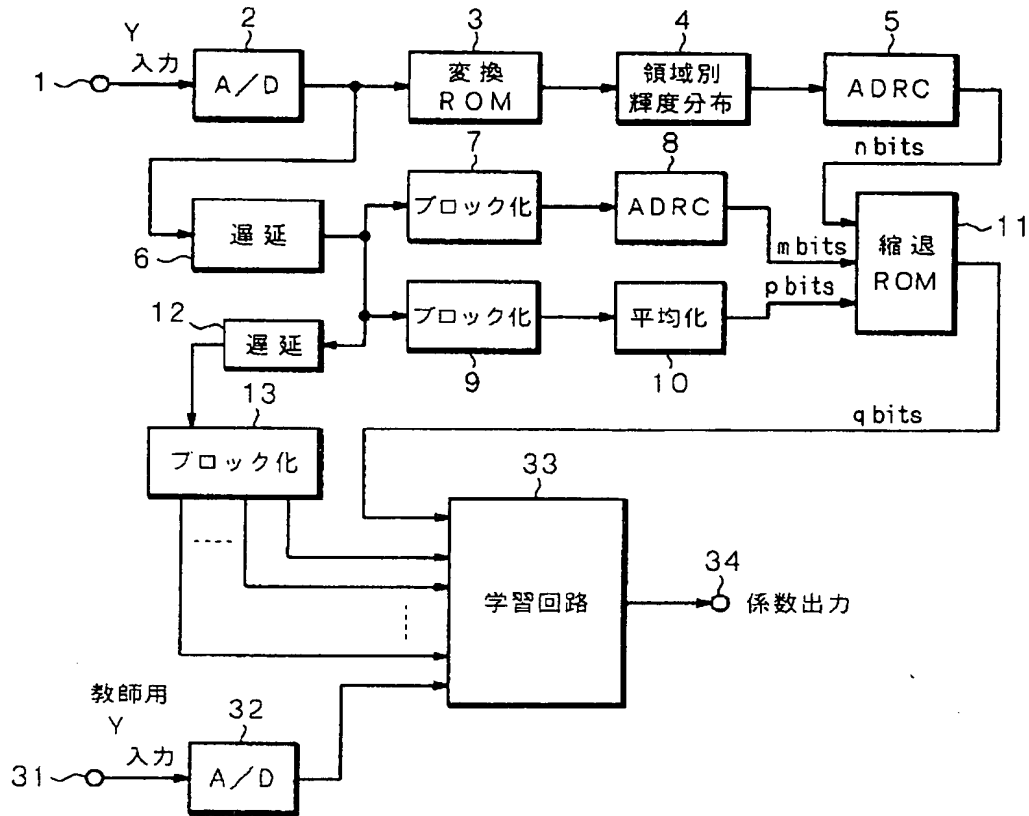 2
3
4
5
Y
入力
1
A/D
変換
ROM
領域別
輝度分布
ADRC
n bits
7
8
ブロック化
ADRC
11
遅延
6
m bits
縮退
ROM
p bits
12
遅延
ブロック化
平均化
9
10
13
q bits
ブロック化
33
34
学習回路
係数出力
教師用
Y
入力
32
31
A/D